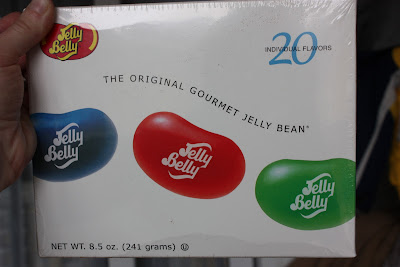 Jelly
Belly
20
INDIVIDUAL FLAVORS
THE ORIGINAL GOURMET JELLY BEAN®
Jelly
Belly
Jelly
Belly
Jelly
Belly
NET WT. 8.5 oz. (241 grams) Ⓤ